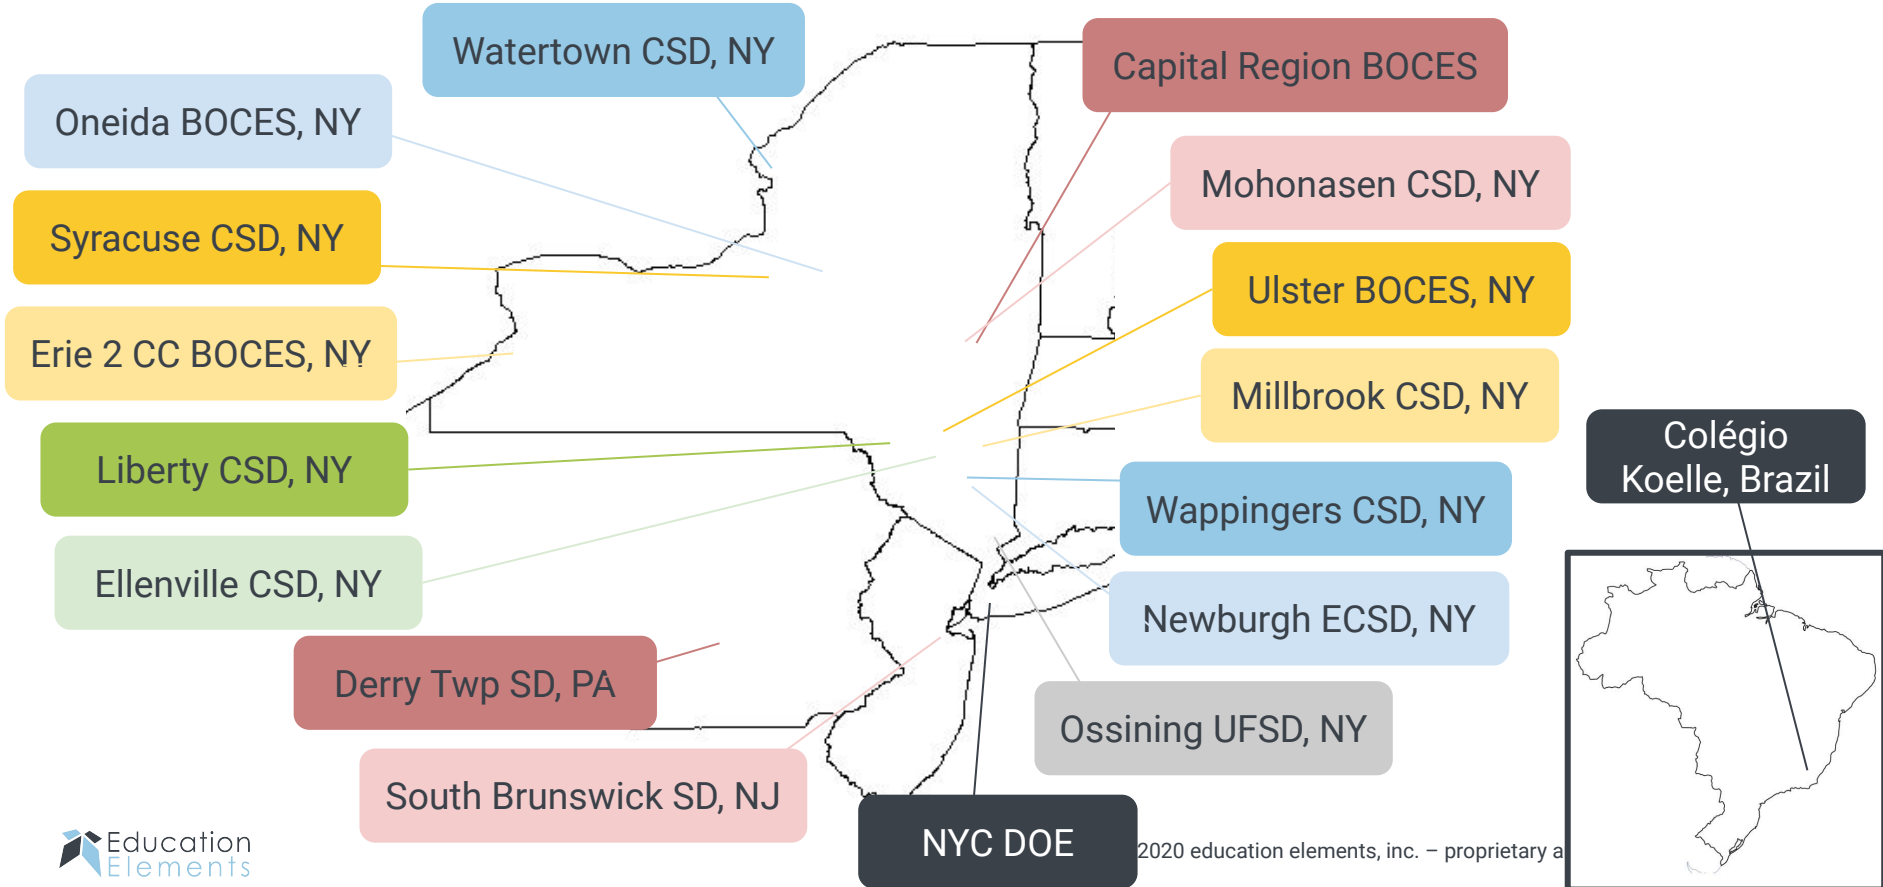 Watertown CSD, NY
Capital Region BOCES
Oneida BOCES, NY
Mohonasen CSD, NY
Syracuse CSD, NY
Ulster BOCES, NY
Erie 2 CC BOCES, NY
Millbrook CSD, NY
Colégio
Koelle, Brazil
Liberty CSD, NY
Wappingers CSD, NY
Ellenville CSD, NY
Newburgh ECSD, NY
Derry Twp SD, PA
Ossining UFSD, NY
South Brunswick SD, NJ
NYC DOE
Education
Elements
2020 education elements, inc. – proprietary a